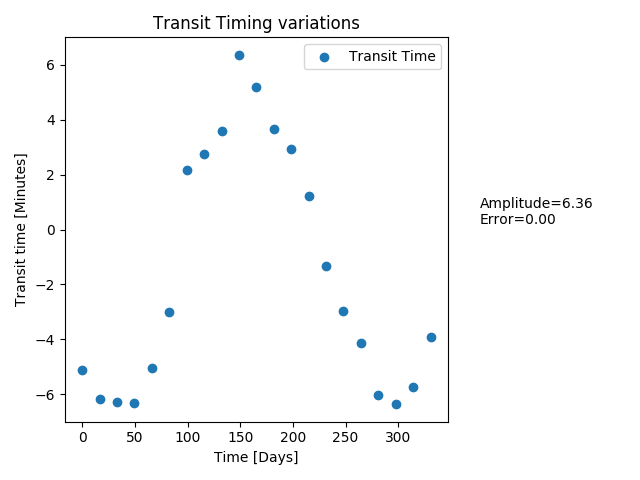 Transit Timing variations
Transit Time
6
4
2
0
−2
−4
−6
Transit time [Minutes]
Amplitude=6.36
Error=0.00
0 50 100 150 200 250 300
Time [Days]